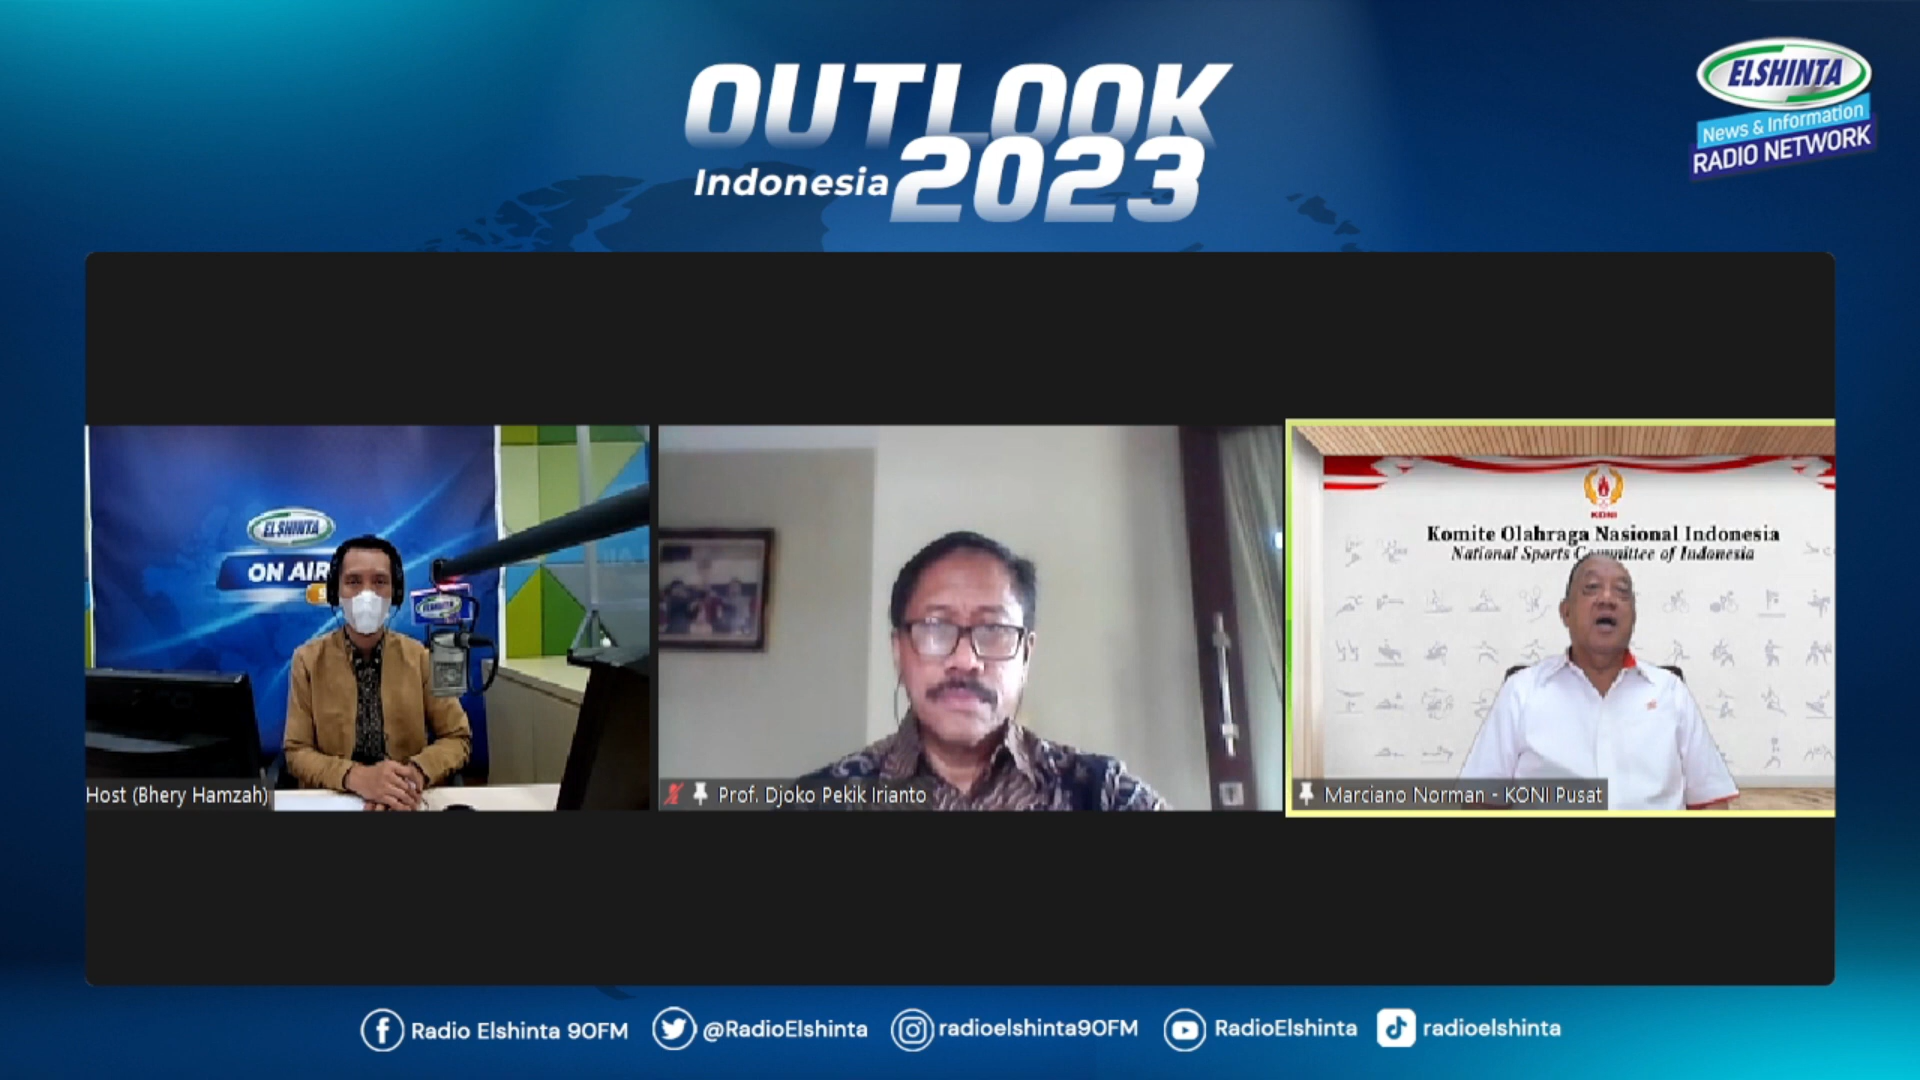 OUTLOOK
Indonesia 2023
ELSHINTA
News & Information
RADIO NETWORK
ELSHINTA
ON AIR
ELSHINTA
Host (Bhery Hamzah)
Prof. Djoko Pekik Irianto
KONI
Komite Olahraga Nasional Indonesia
National Sports Committee of Indonesia
Marciano Norman - KONI Pusat
Radio Elshinta 90FM
@RadioElshinta
radioelshinta90FM
RadioElshinta
radioelshinta